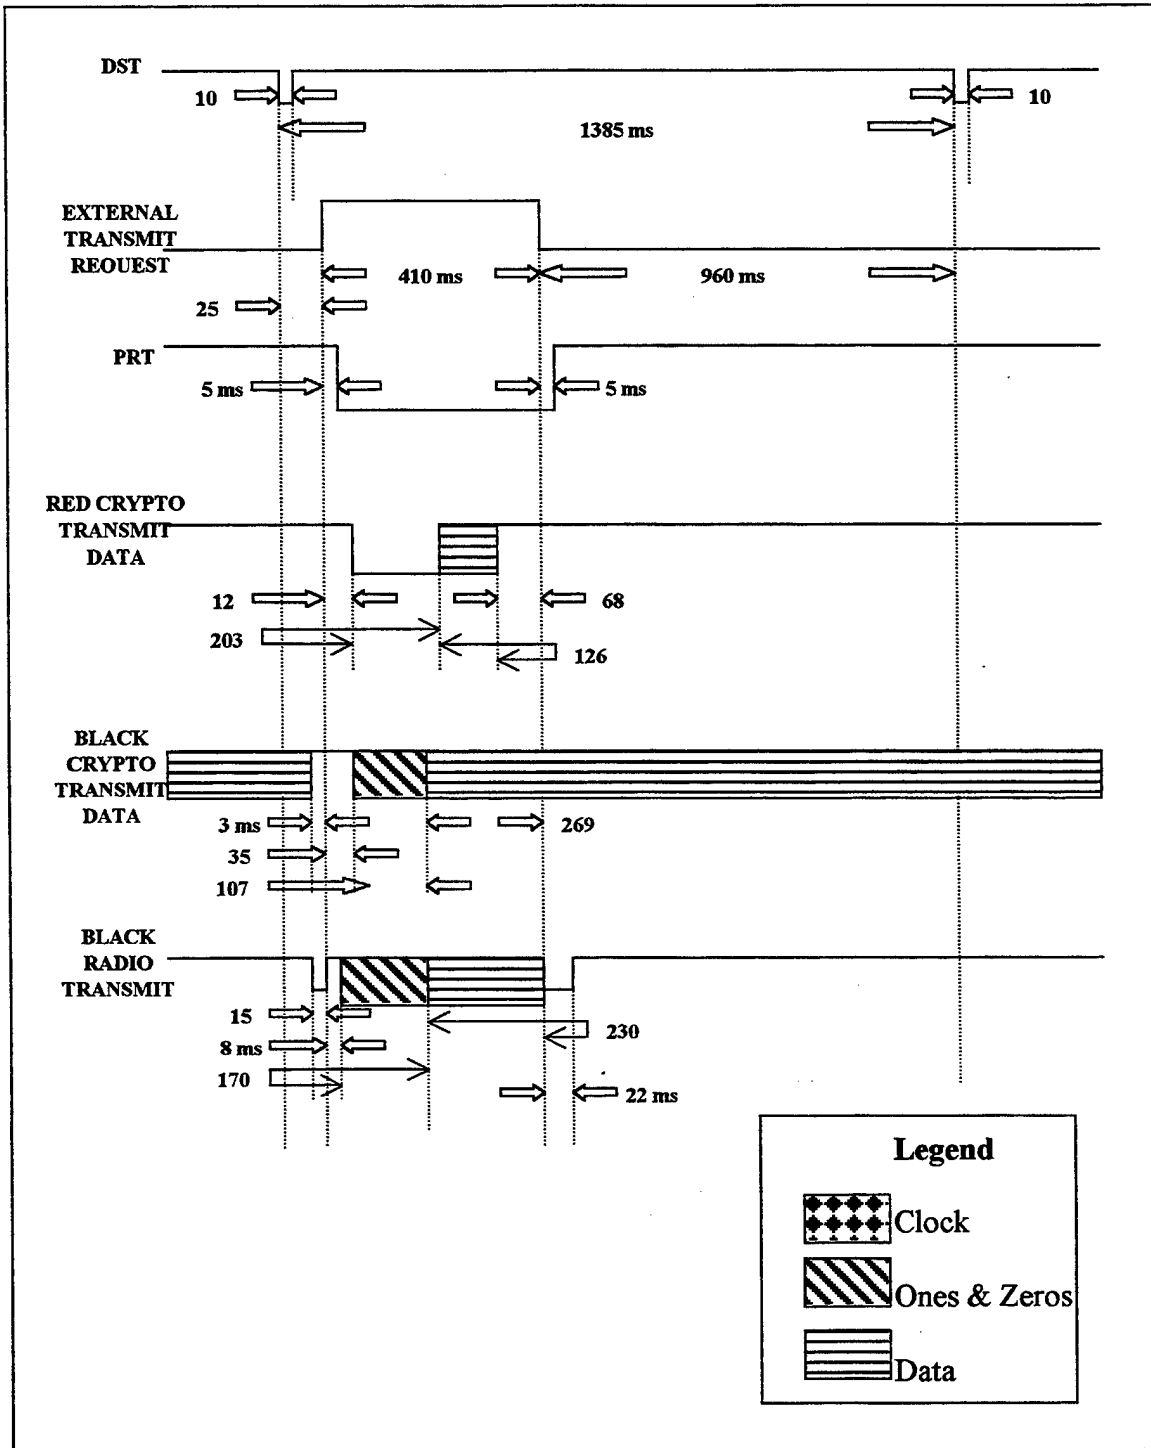 DST
10
10
1385 ms
EXTERNAL
TRANSMIT
REOUEST
410 ms
960 ms
25
PRT
5 ms
5 ms
RED CRYPTO
TRANSMIT
DATA
12
68
203
126
BLACK
CRYPTO
TRANSMIT
DATA
3 ms
269
35
107
BLACK
RADIO
TRANSMIT
15
230
8 ms
170
22 ms
Legend
Clock
Ones & Zeros
Data